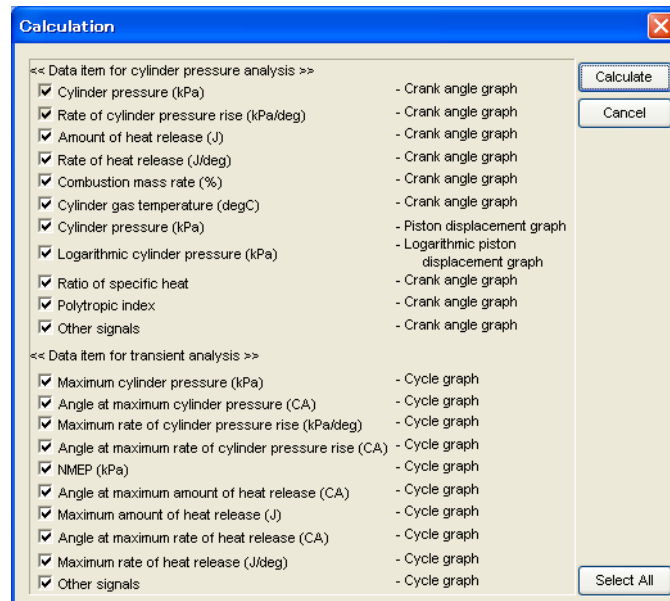 Calculation
<< Data item for cylinder pressure analysis >>
Cylinder pressure (kPa) - Crank angle graph
Rate of cylinder pressure rise (kPa/deg) - Crank angle graph
Amount of heat release (J) - Crank angle graph
Rate of heat release (J/deg) - Crank angle graph
Combustion mass rate (%) - Crank angle graph
Cylinder gas temperature (degC) - Crank angle graph
Cylinder pressure (kPa) - Piston displacement graph
Logarithmic cylinder pressure (kPa) - Logarithmic piston
displacement graph
Ratio of specific heat - Crank angle graph
Polytropic index - Crank angle graph
Other signals - Crank angle graph
<< Data item for transient analysis >>
Maximum cylinder pressure (kPa) - Cycle graph
Angle at maximum cylinder pressure (CA) - Cycle graph
Maximum rate of cylinder pressure rise (kPa/deg) - Cycle graph
Angle at maximum rate of cylinder pressure rise (CA) - Cycle graph
NMEP (kPa) - Cycle graph
Angle at maximum amount of heat release (CA) - Cycle graph
Maximum amount of heat release (J) - Cycle graph
Angle at maximum rate of heat release (CA) - Cycle graph
Maximum rate of heat release (J/deg) - Cycle graph
Other signals - Cycle graph
Calculate
Cancel
Select All